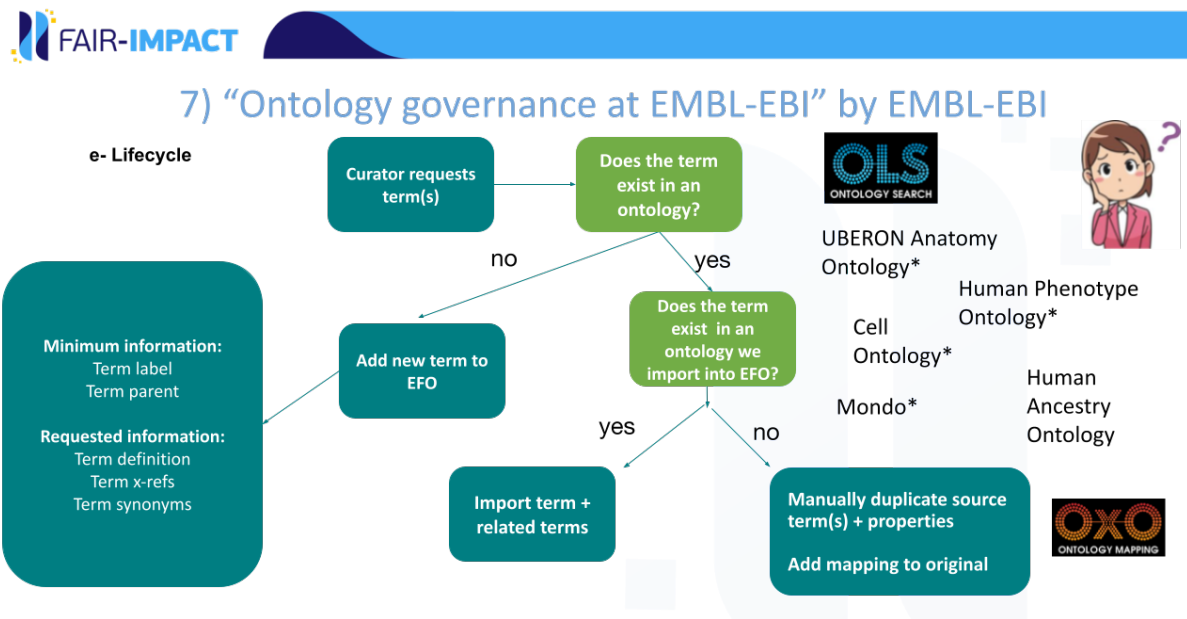 FAIR-IMPACT
7) “Ontology governance at EMBL-EBI” by EMBL-EBI
e- Lifecycle
Curator requests
term(s)
Does the term
exist in an
ontology?
OLS
ONTOLOGY SEARCH
?
UBERON Anatomy
Ontology*
no
yes
Human Phenotype
Ontology*
Does the term
exist in an
ontology we
import into EFO?
Cell
Ontology*
Add new term to
EFO
Minimum information:
Term label
Term parent
Requested information:
Term definition
Term x-refs
Term synonyms
Mondo*
Human
Ancestry
Ontology
yes
no
Import term +
related terms
Manually duplicate source
term(s) + properties
Add mapping to original
OXO
ONTOLOGY MAPPING